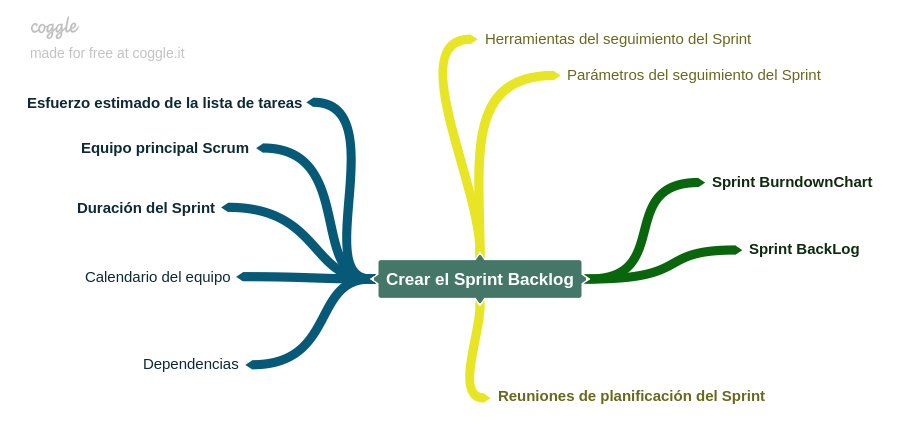 coggle
made for free at coggle.it
Herramientas del seguimiento del Sprint
Parámetros del seguimiento del Sprint
Esfuerzo estimado de la lista de tareas
Equipo principal Scrum
Duración del Sprint
Calendario del equipo
Dependencias
Crear el Sprint Backlog
Sprint BurndownChart
Sprint BackLog
Reuniones de planificación del Sprint